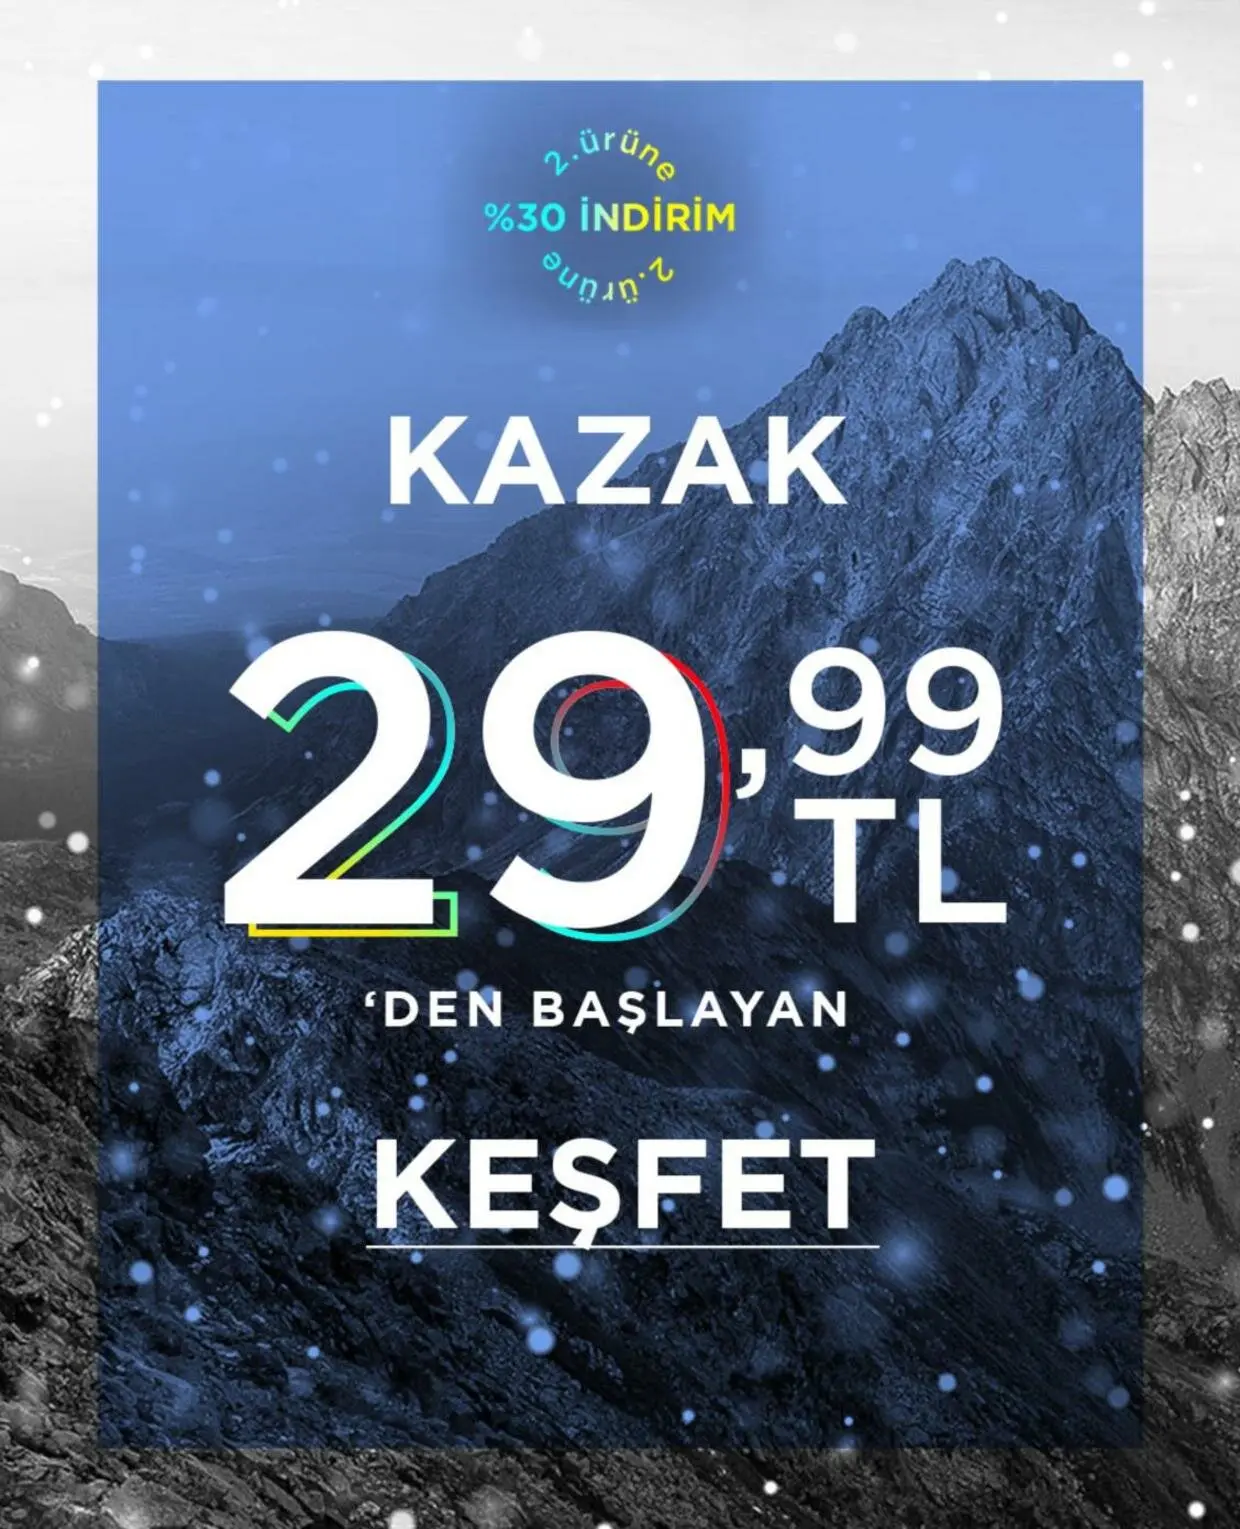 2.ürüne
%30 İNDİRİM
2.ürüne
KAZAK
29,99
TL
‘DEN BAŞLAYAN
KEŞFET